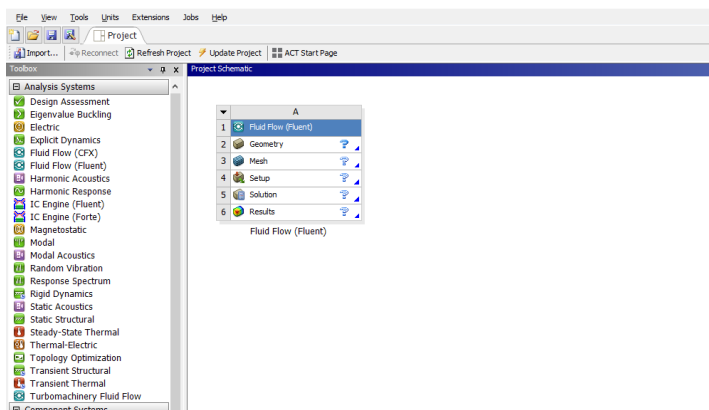 File View Tools Units Extensions Jobs Help
Project
Import... Reconnect Refresh Project Update Project ACT Start Page
Toolbox
Project Schematic
Analysis Systems
Design Assessment
Eigenvalue Buckling
Electric
Explicit Dynamics
Fluid Flow (CFX)
Fluid Flow (Fluent)
Harmonic Acoustics
Harmonic Response
IC Engine (Fluent)
IC Engine (Forte)
Magnetostatic
Modal
Modal Acoustics
Random Vibration
Response Spectrum
Rigid Dynamics
Static Acoustics
Static Structural
Steady-State Thermal
Thermal-Electric
Topology Optimization
Transient Structural
Transient Thermal
Turbomachinery Fluid Flow
Component Systems
A
1 Fluid Flow (Fluent)
2 Geometry ?
3 Mesh ?
4 Setup ?
5 Solution ?
6 Results ?
Fluid Flow (Fluent)